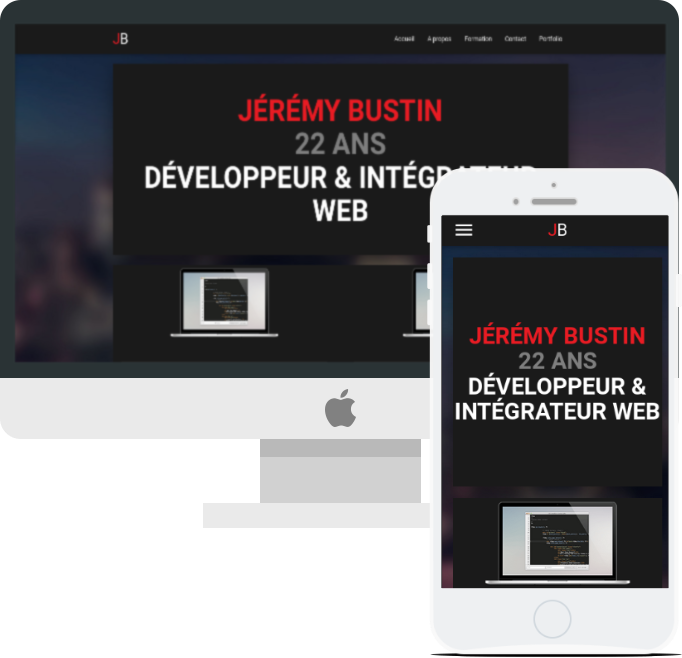 JB
Accueil A propos Formation Contact Portfolio
JÉRÉMY BUSTIN
22 ANS
DÉVELOPPEUR & INTÉGRATEUR
WEB
JB
JÉRÉMY BUSTIN
22 ANS
DÉVELOPPEUR &
INTÉGRATEUR WEB